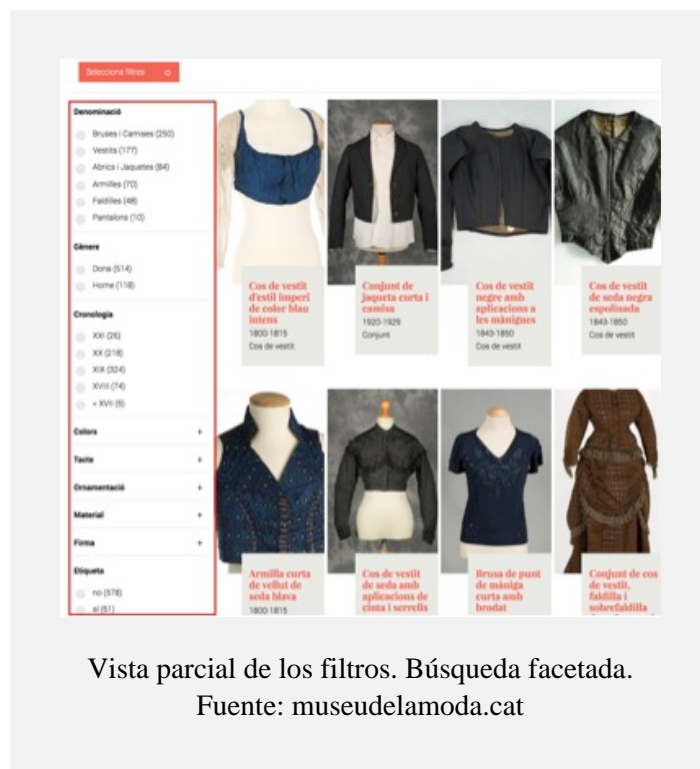 Selecciona filtres
Denominació
Bruses i Camises (250)
Vestits (177)
Abrics i Jaquetes (84)
Armilles (70)
Faldilles (48)
Pantalons (10)
Gènere
Dona (514)
Home (118)
Cronologia
XXI (26)
XX (218)
XIX (324)
XVIII (74)
< XVII (6)
Colors +
Tacte +
Ornamentació +
Material +
Firma +
Etiqueta
no (578)
sí (51)
Cos de vestit
d'estil imperi
de color blau
intens
1800-1815
Cos de vestit
Conjunt de
jaqueta curta i
camisa
1920-1929
Conjunt
Cos de vestit
negre amb
aplicacions a
les mànigues
1843-1850
Cos de vestit
Cos de vestit
de seda negra
espolinada
1843-1850
Cos de vestit
Armilla curta
de vellut de
seda blava
1800-1815
Cos de vestit
de seda amb
aplicacions de
cinta i serrells
Brusa de punt
de màniga
curta amb
brodat
Conjunt de cos
de vestit,
faldilla i
sobrefaldilla
Vista parcial de los filtros. Búsqueda facetada.
Fuente: museudelamoda.cat